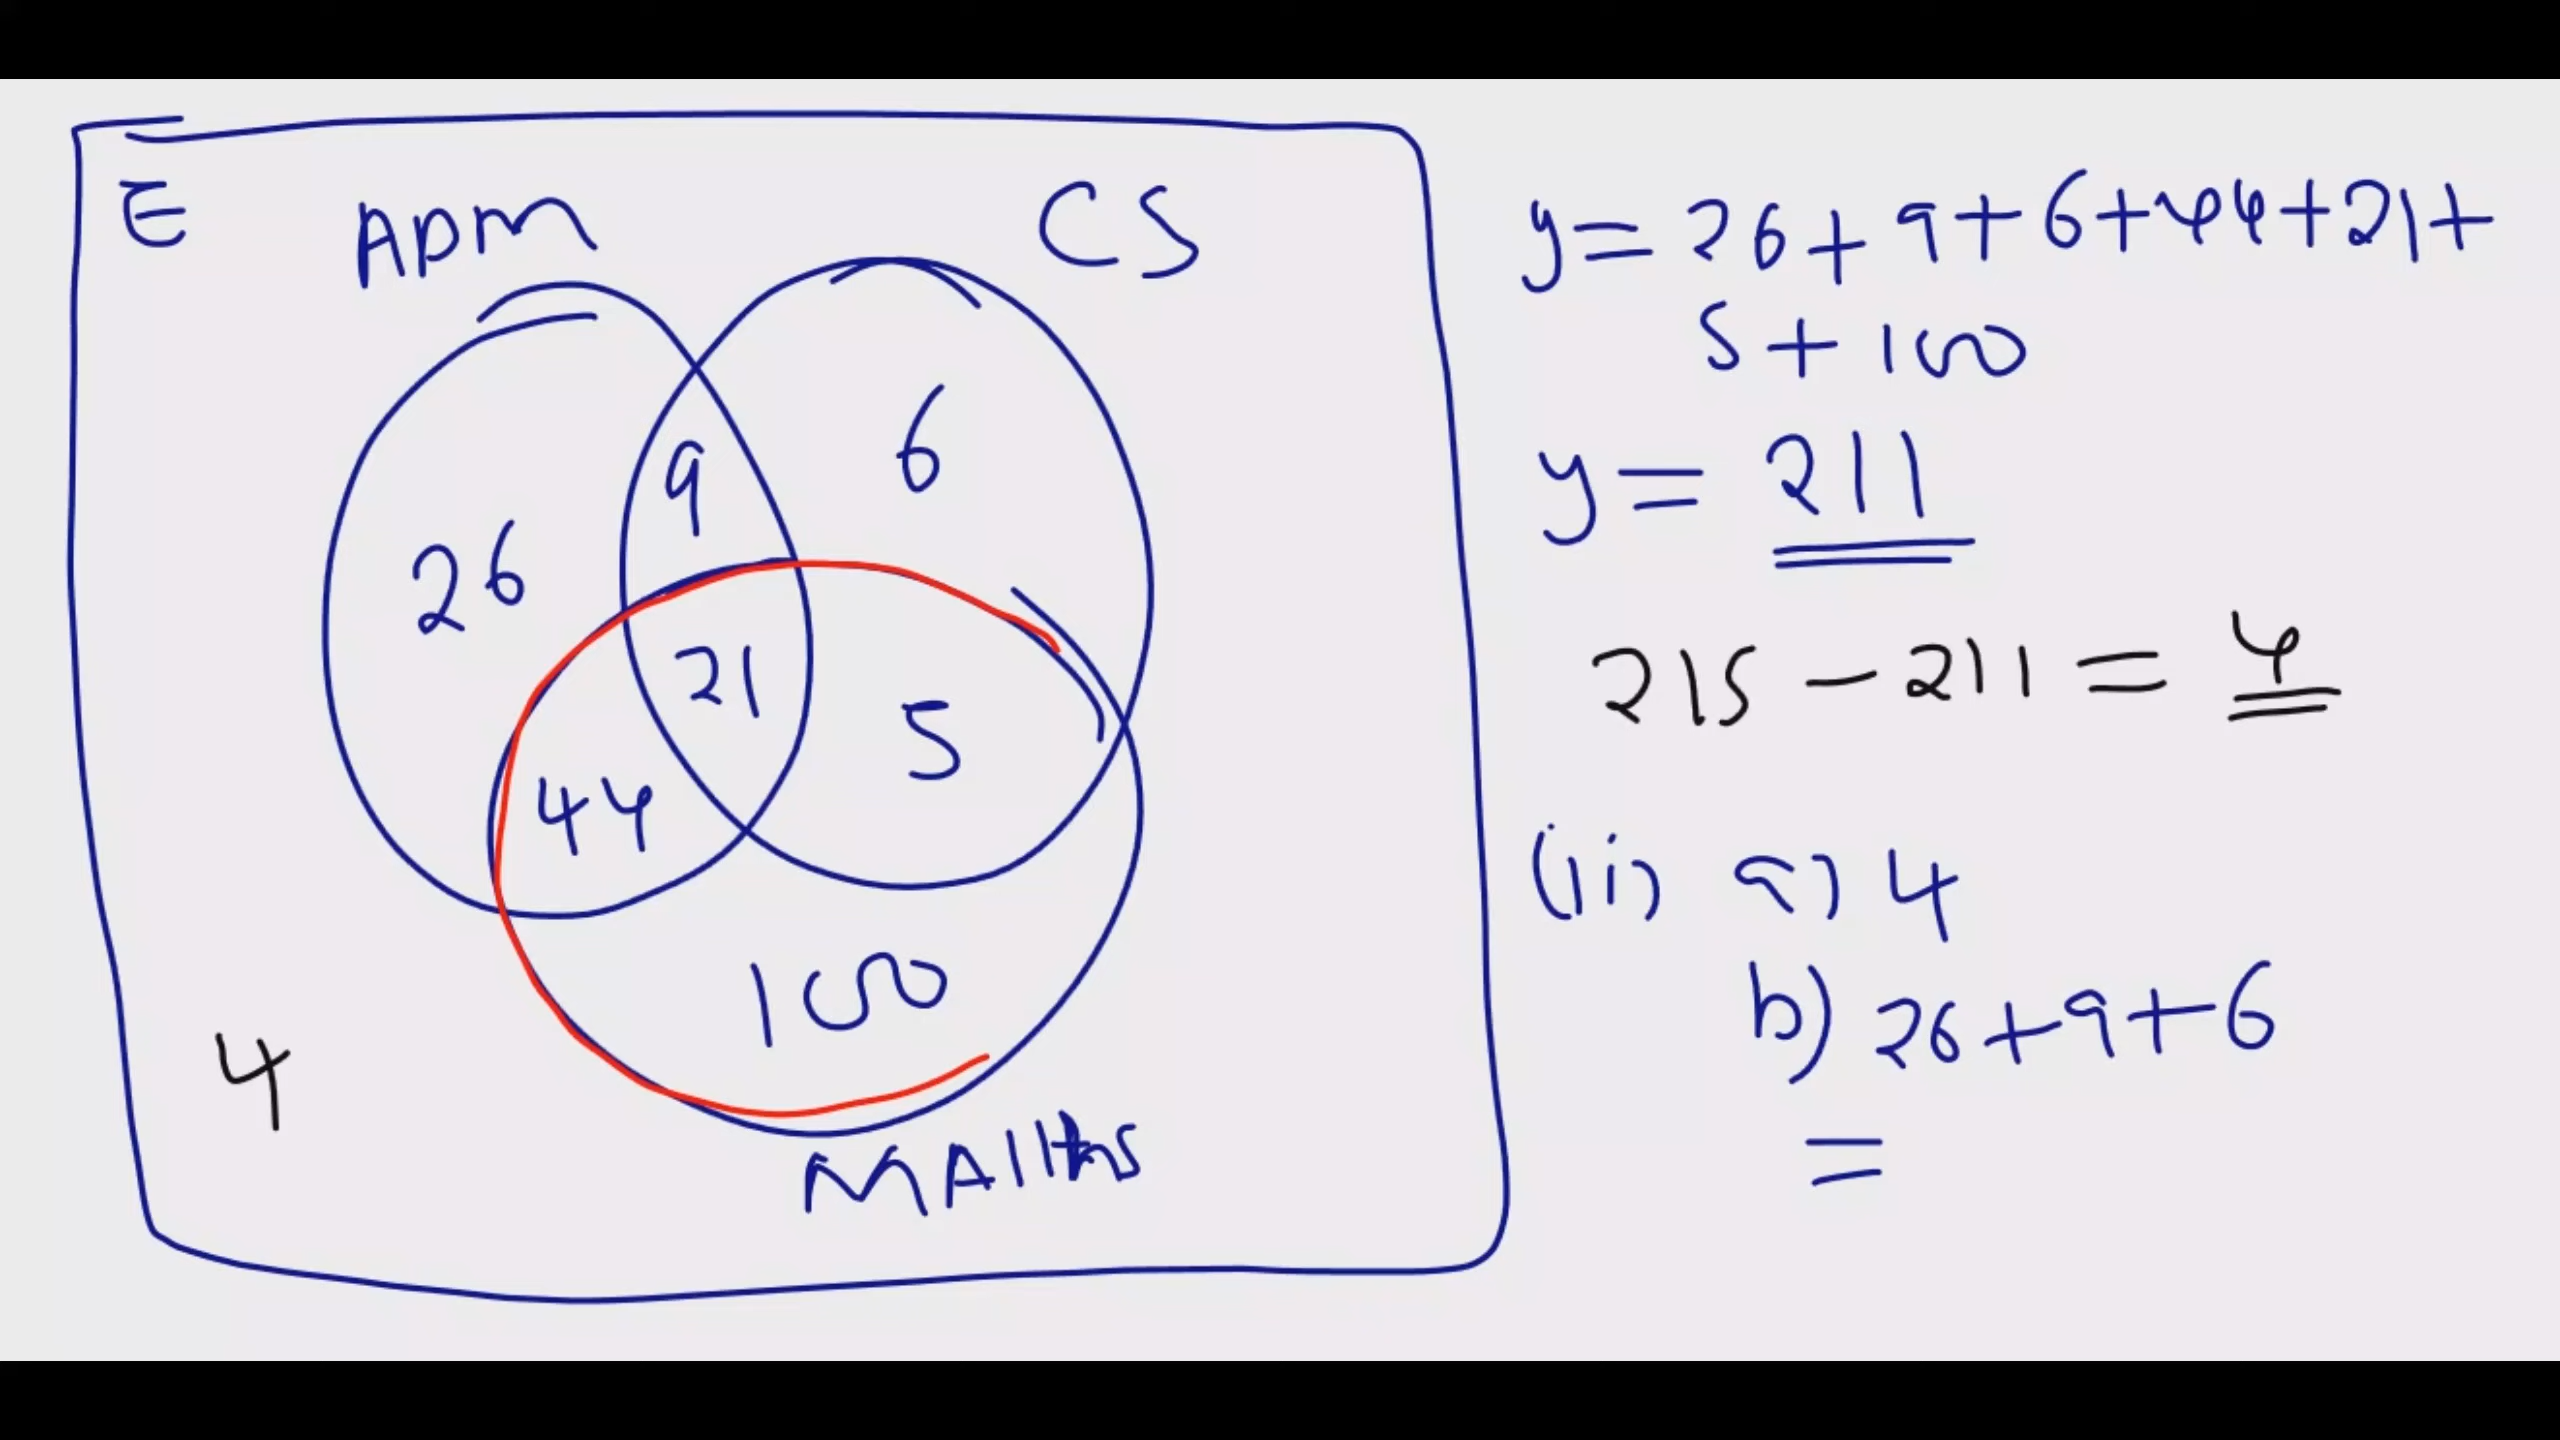 E
ADM
CS
9
6
26
21
5
44
100
4
MAths
y = 26 + 9 + 6 + 44 + 21 +
5 + 100
y = 211
215 - 211 = 4
(ii) a) 4
b) 26 + 9 + 6
=